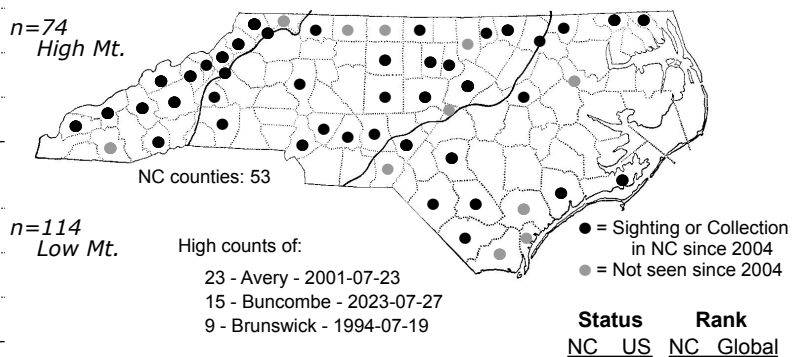 n=74
High Mt.
NC counties: 53
n=114
Low Mt.
High counts of:
23 - Avery - 2001-07-23
15 - Buncombe - 2023-07-27
9 - Brunswick - 1994-07-19
= Sighting or Collection
in NC since 2004
= Not seen since 2004
Status Rank
NC US NC Global